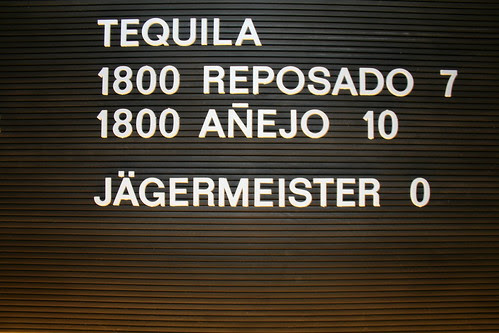 TEQUILA
1800 REPOSADO 7
1800 AÑEJO 10
JÄGERMEISTER 0